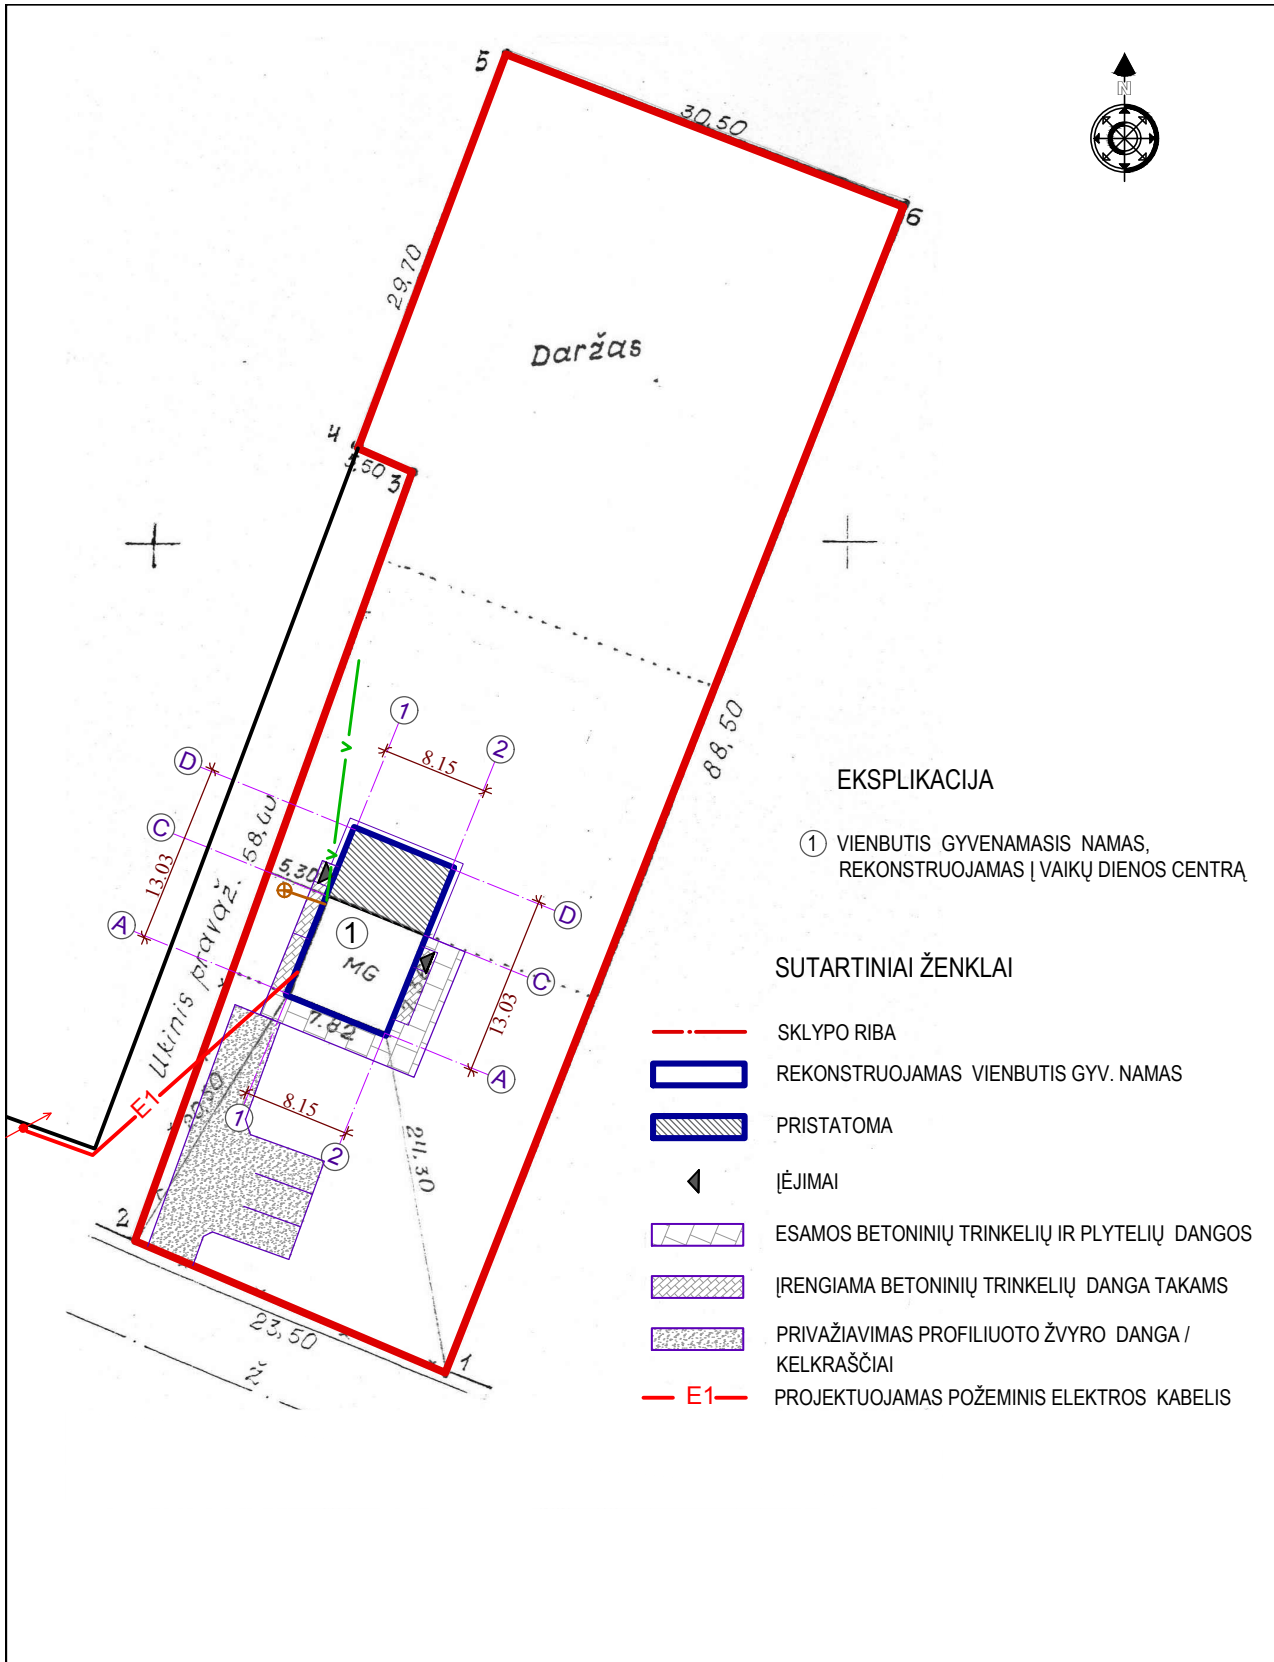 5
30.50
6
N
29.70
Daržas
4
5.50
3
88,50
1
2
8.15
D
C
13.03
A
5.30
1
MG
D
C
13.03
A
7.82
Ukinis pravaž.
E1
1
8.15
2
24.30
2
23,50
1
Ž.
EKSPLIKACIJA
1 VIENBUTIS GYVENAMASIS NAMAS,
REKONSTRUOJAMAS Į VAIKŲ DIENOS CENTRĄ
SUTARTINIAI ŽENKLAI
SKLYPO RIBA
REKONSTRUOJAMAS VIENBUTIS GYV. NAMAS
PRISTATOMA
ĮĖJIMAI
ESAMOS BETONINIŲ TRINKELIŲ IR PLYTELIŲ DANGOS
ĮRENGIAMA BETONINIŲ TRINKELIŲ DANGA TAKAMS
PRIVAŽIAVIMAS PROFILIUOTO ŽVYRO DANGA /
KELKRAŠČIAI
E1 PROJEKTUOJAMAS POŽEMINIS ELEKTROS KABELIS